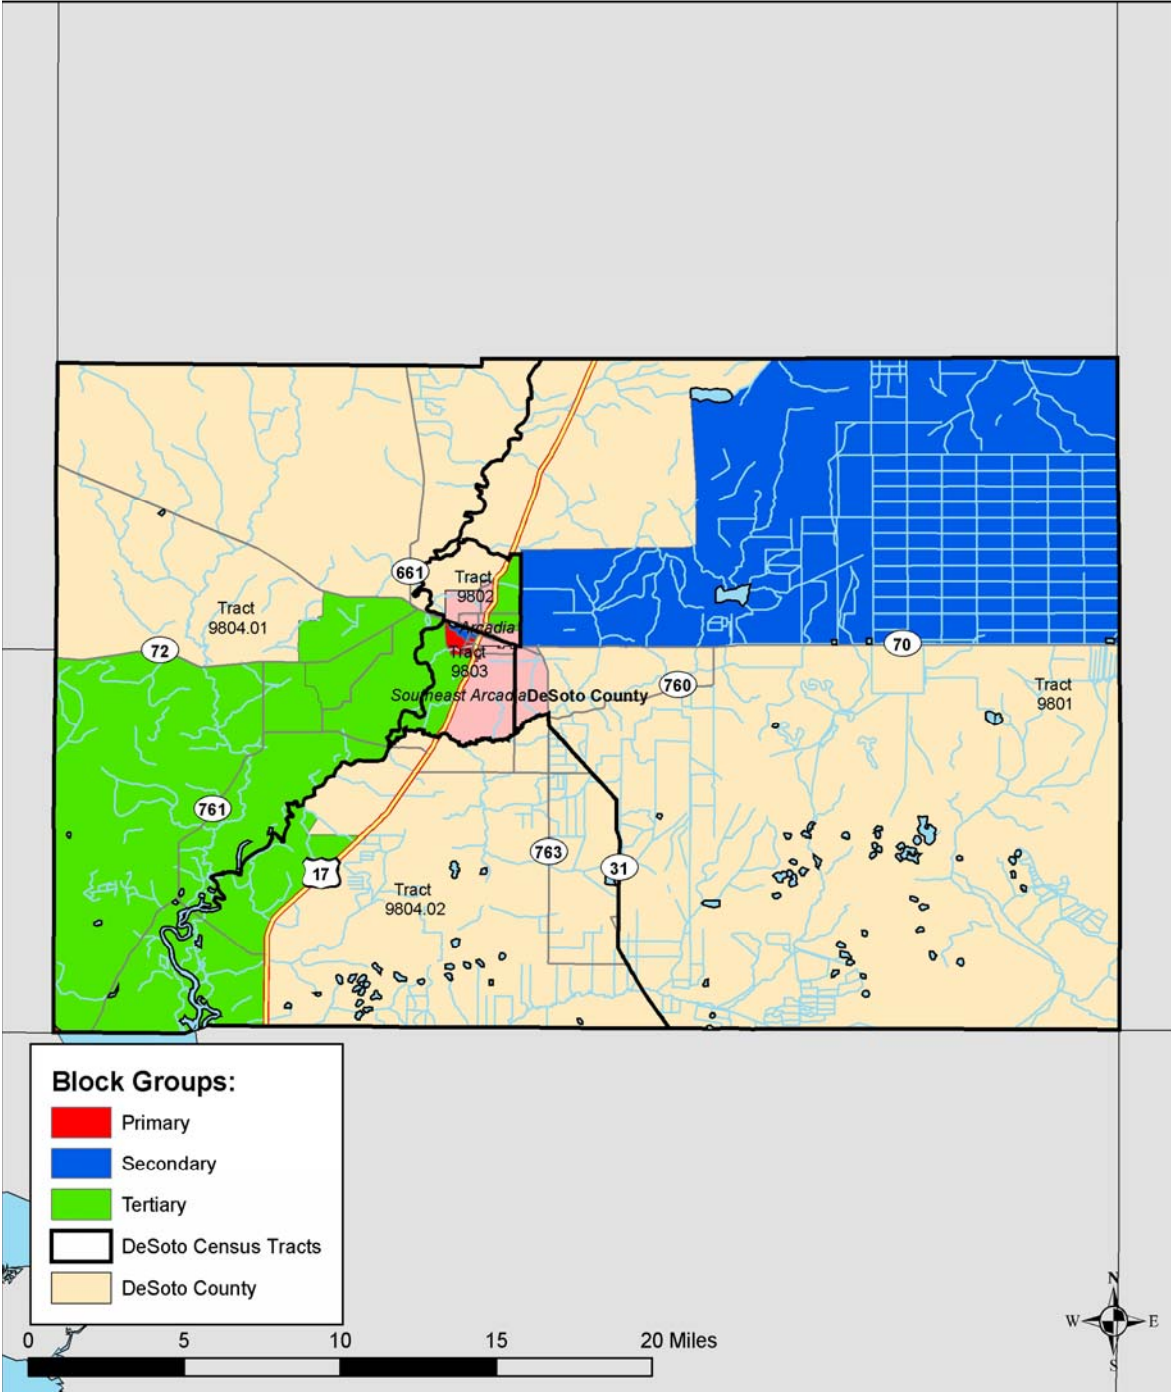 661
Tract
9802
Tract
9804.01
Arcadia
72
70
Tract
9803
760
Tract
9801
Southeast Arcadia
DeSoto County
761
763
17
31
Tract
9804.02
Block Groups:
Primary
Secondary
Tertiary
DeSoto Census Tracts
DeSoto County
0 5 10 15 20 Miles
N
W E
S